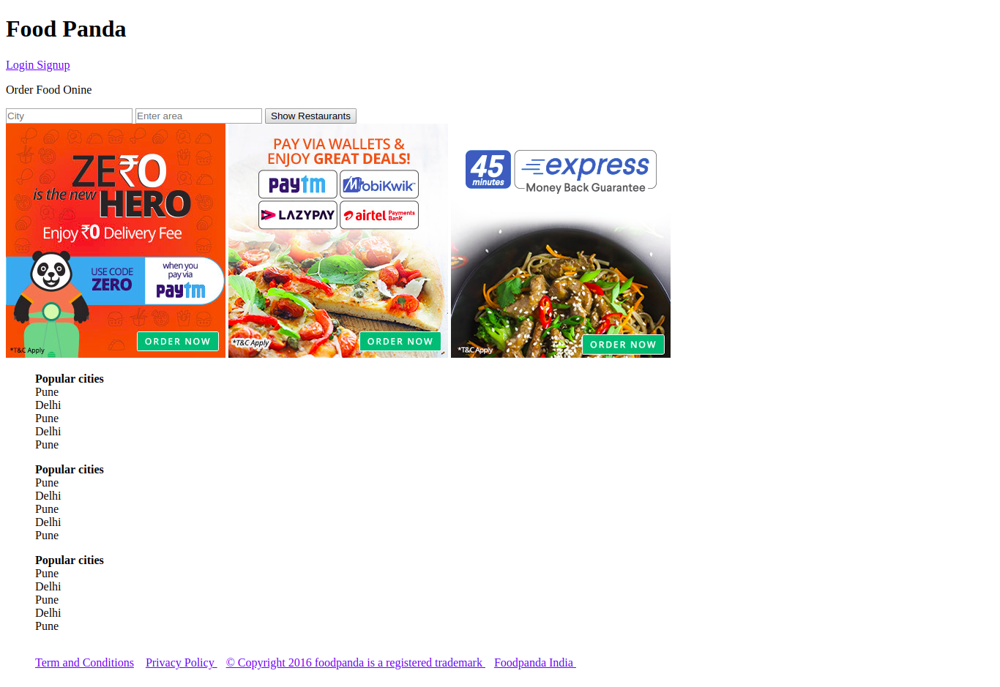 Food Panda
Login Signup
Order Food Onine
City
Enter area
Show Restaurants
ZE₹O
is the new HERO
Enjoy ₹0 Delivery Fee
USE CODE
ZERO
when you
pay via
paytm
ORDER NOW
*T&C Apply
PAY VIA WALLETS &
ENJOY GREAT DEALS!
paytm
MobiKwik
LAZYPAY
airtel Payments Bank
*T&C Apply
ORDER NOW
45
minutes
express
Money Back Guarantee
*T&C Apply
ORDER NOW
Popular cities
Pune
Delhi
Pune
Delhi
Pune
Popular cities
Pune
Delhi
Pune
Delhi
Pune
Popular cities
Pune
Delhi
Pune
Delhi
Pune
Term and Conditions Privacy Policy © Copyright 2016 foodpanda is a registered trademark Foodpanda India